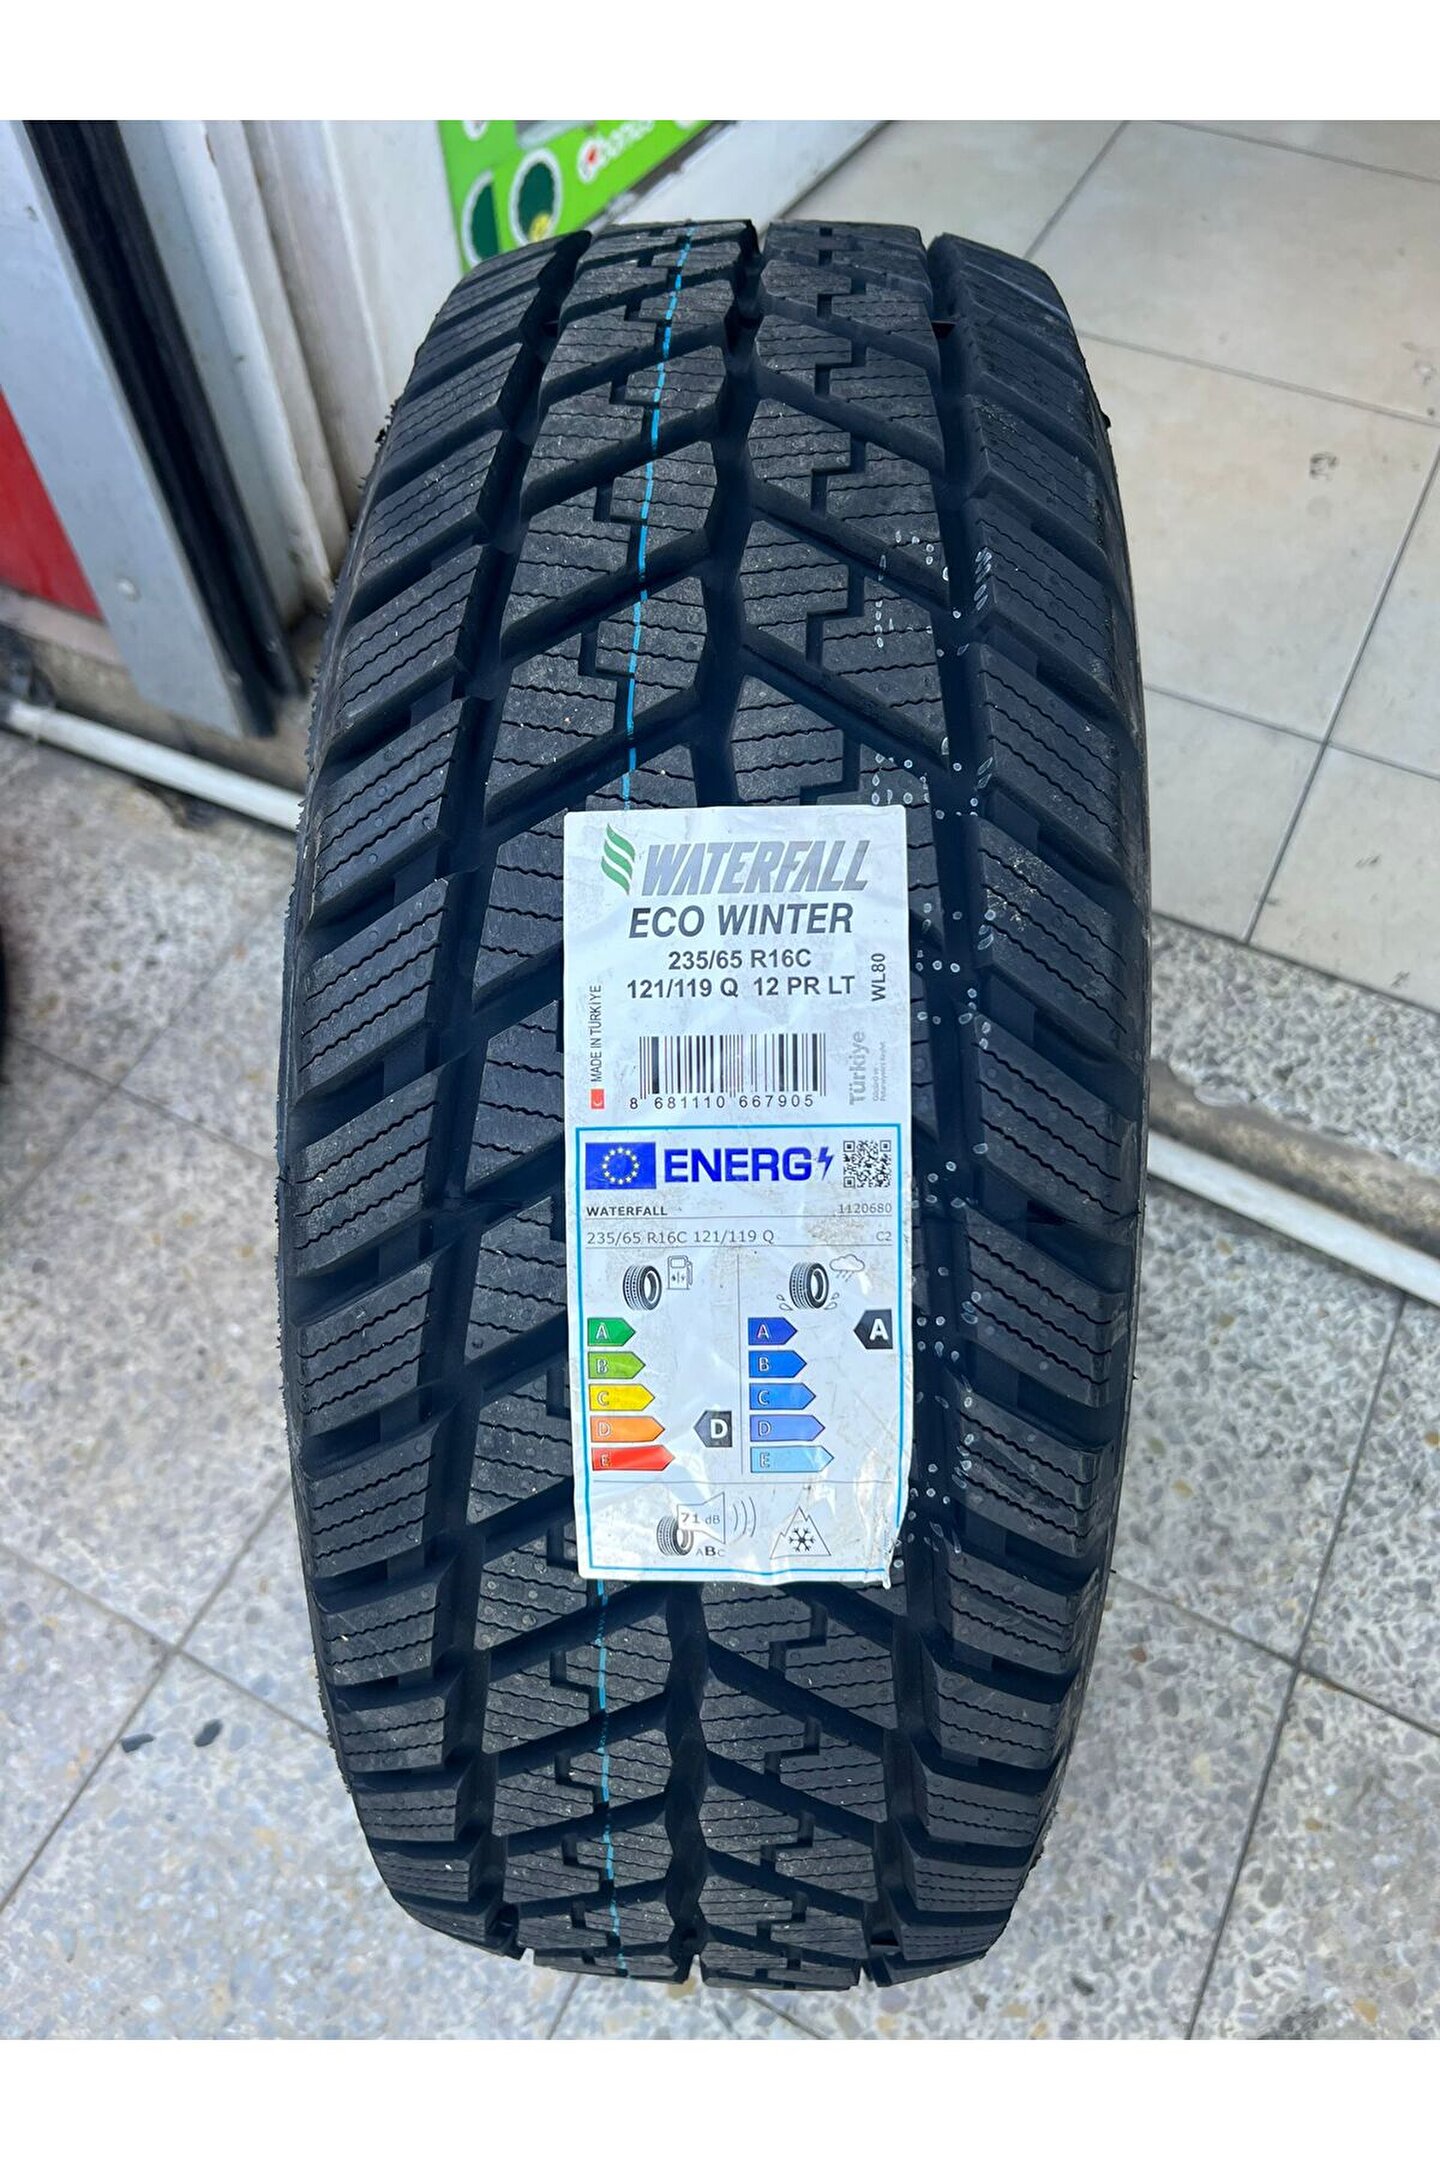 WATERFALL
ECO WINTER
235/65 R16C
121/119 Q 12 PR LT
WL80
MADE IN TÜRKİYE
Türkiye
8 681110 667905
ENERG
WATERFALL 1120680
235/65 R16C 121/119 Q C2
A A A
B B
C C
D D D
E E
71 dB
ABC